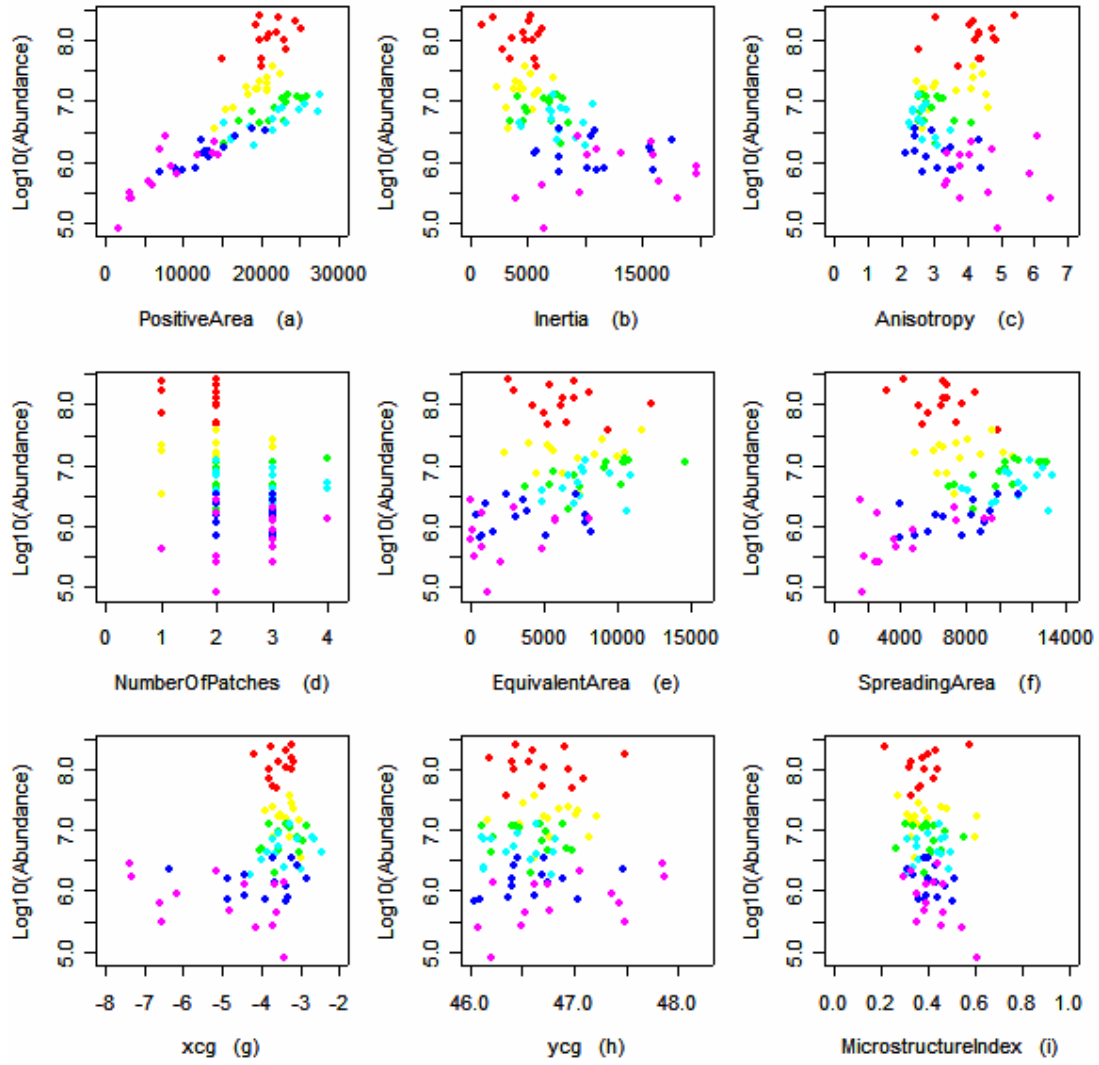 Log10(Abundance)
5.0 6.0 7.0 8.0
0 10000 20000 30000
PositiveArea (a)
Log10(Abundance)
5.0 6.0 7.0 8.0
5000 15000
Inertia (b)
Log10(Abundance)
5.0 6.0 7.0 8.0
0 1 2 3 4 5 6 7
Anisotropy (c)
Log10(Abundance)
5.0 6.0 7.0 8.0
0 1 2 3 4
NumberOfPatches (d)
Log10(Abundance)
5.0 6.0 7.0 8.0
0 5000 10000 15000
EquivalentArea (e)
Log10(Abundance)
5.0 6.0 7.0 8.0
0 4000 8000 14000
SpreadingArea (f)
Log10(Abundance)
5.0 6.0 7.0 8.0
-8 -7 -6 -5 -4 -3 -2
xcg (g)
Log10(Abundance)
5.0 6.0 7.0 8.0
46.0 47.0 48.0
ycg (h)
Log10(Abundance)
5.0 6.0 7.0 8.0
0.0 0.2 0.4 0.6 0.8 1.0
MicrostructureIndex (i)